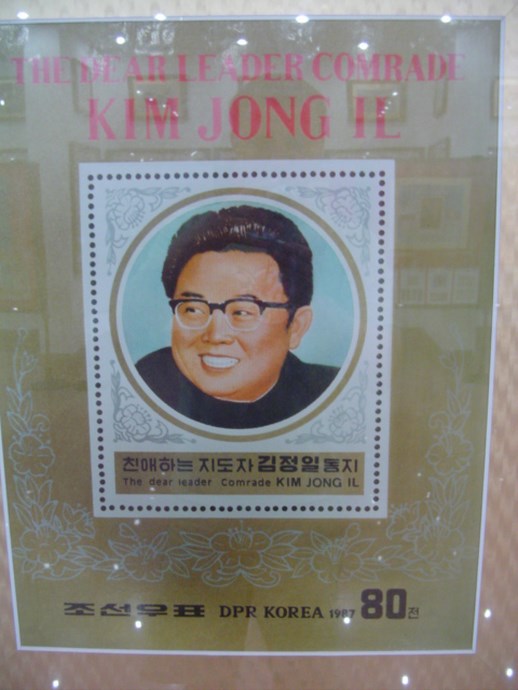 THE DEAR LEADER COMRADE
KIM JONG IL
친애하는 지도자 김정일 동지
The dear leader Comrade KIM JONG IL
조선우표 DPR KOREA 1987 80전